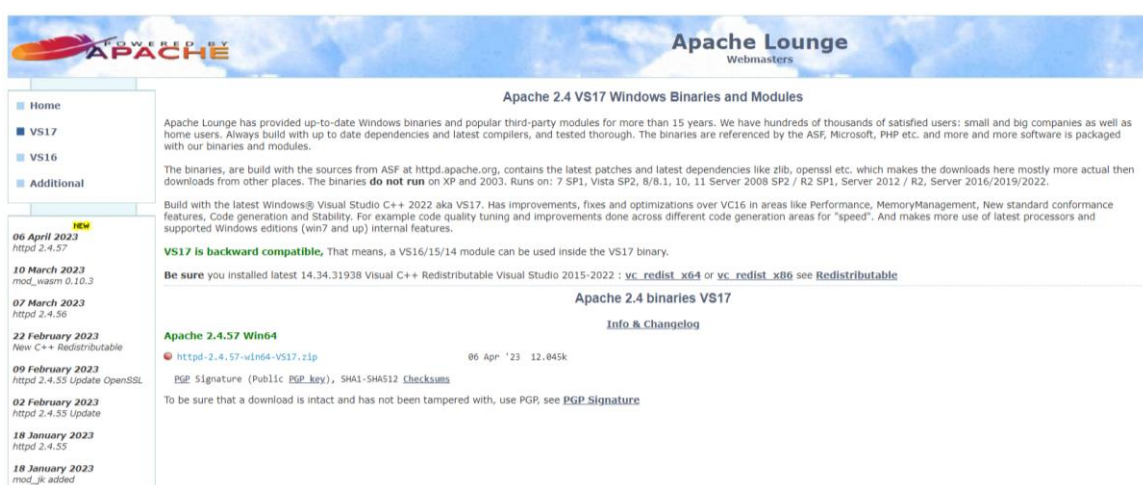 POWERED BY
APACHE
Apache Lounge
Webmasters
Home
VS17
VS16
Additional
NEW
06 April 2023
httpd 2.4.57
10 March 2023
mod_wasm 0.10.3
07 March 2023
httpd 2.4.56
22 February 2023
New C++ Redistributable
09 February 2023
httpd 2.4.55 Update OpenSSL
02 February 2023
httpd 2.4.55 Update
18 January 2023
httpd 2.4.55
18 January 2023
mod_jk added
Apache 2.4 VS17 Windows Binaries and Modules
Apache Lounge has provided up-to-date Windows binaries and popular third-party modules for more than 15 years. We have hundreds of thousands of satisfied users: small and big companies as well as
home users. Always build with up to date dependencies and latest compilers, and tested thorough. The binaries are referenced by the ASF, Microsoft, PHP etc. and more and more software is packaged
with our binaries and modules.
The binaries, are build with the sources from ASF at httpd.apache.org, contains the latest patches and latest dependencies like zlib, openssl etc. which makes the downloads here mostly more actual then
downloads from other places. The binaries do not run on XP and 2003. Runs on: 7 SP1, Vista SP2, 8/8.1, 10, 11 Server 2008 SP2 / R2 SP1, Server 2012 / R2, Server 2016/2019/2022.
Build with the latest Windows® Visual Studio C++ 2022 aka VS17. Has improvements, fixes and optimizations over VC16 in areas like Performance, MemoryManagement, New standard conformance
features, Code generation and Stability. For example code quality tuning and improvements done across different code generation areas for "speed". And makes more use of latest processors and
supported Windows editions (win7 and up) internal features.
VS17 is backward compatible, That means, a VS16/15/14 module can be used inside the VS17 binary.
Be sure you installed latest 14.34.31938 Visual C++ Redistributable Visual Studio 2015-2022 : vc_redist_x64 or vc_redist_x86 see Redistributable
Apache 2.4 binaries VS17
Info & Changelog
Apache 2.4.57 Win64
httpd-2.4.57-win64-VS17.zip 06 Apr '23 12.045k
PGP Signature (Public PGP key), SHA1-SHA512 Checksums
To be sure that a download is intact and has not been tampered with, use PGP, see PGP Signature